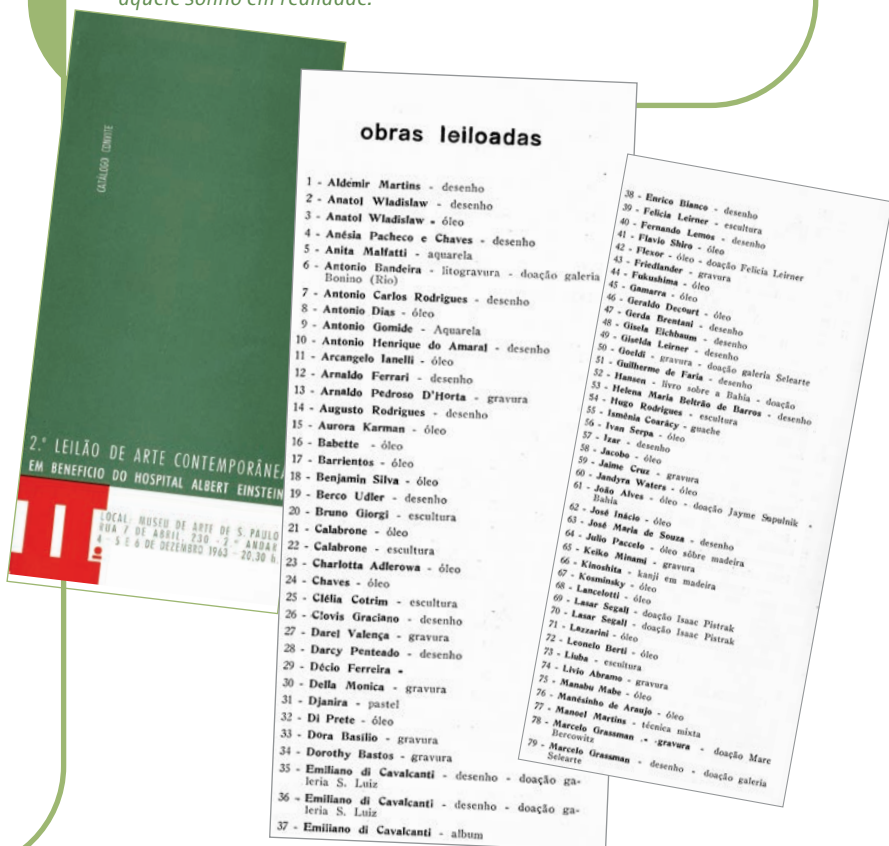 aquele sonho em realidade.
CATÁLOGO CONVITE
2.º LEILÃO DE ARTE CONTEMPORÂNEA
EM BENEFICIO DO HOSPITAL ALBERT EINSTEIN
II.
LOCAL: MUSEU DE ARTE DE S. PAULO
RUA 7 DE ABRIL, 230 - 2.º ANDAR
4 - 5 E 6 DE DEZEMBRO 1963 - 20,30 h.
obras leiloadas
1 - Aldemir Martins - desenho
2 - Anatol Wladislaw - desenho
3 - Anatol Wladislaw - óleo
4 - Anésia Pacheco e Chaves - desenho
5 - Anita Malfatti - aquarela
6 - Antonio Bandeira - litogravura - doação galeria
Bonino (Rio)
7 - Antonio Carlos Rodrigues - desenho
8 - Antonio Dias - óleo
9 - Antonio Gomide - Aquarela
10 - Antonio Henrique do Amaral - desenho
11 - Arcangelo Ianelli - óleo
12 - Arnaldo Ferrari - desenho
13 - Arnaldo Pedroso D'Horta - gravura
14 - Augusto Rodrigues - desenho
15 - Aurora Karman - óleo
16 - Babette - óleo
17 - Barrientos - óleo
18 - Benjamin Silva - óleo
19 - Berco Udler - desenho
20 - Bruno Giorgi - escultura
21 - Calabrone - óleo
22 - Calabrone - escultura
23 - Charlotta Adlerowa - óleo
24 - Chaves - óleo
25 - Clélia Cotrim - escultura
26 - Clovis Graciano - desenho
27 - Darel Valença - gravura
28 - Darcy Penteado - desenho
29 - Décio Ferreira -
30 - Della Monica - gravura
31 - Djanira - pastel
32 - Di Prete - óleo
33 - Dora Basilio - gravura
34 - Dorothy Bastos - gravura
35 - Emiliano di Cavalcanti - desenho - doação ga-
leria S. Luiz
36 - Emiliano di Cavalcanti - desenho - doação ga-
leria S. Luiz
37 - Emiliano di Cavalcanti - album
38 - Enrico Bianco - desenho
39 - Felicia Leirner - escultura
40 - Fernando Lemos - desenho
41 - Flavio Shiro - óleo
42 - Flexor - óleo - doação Felicia Leirner
43 - Friedlander - gravura
44 - Fukushima - óleo
45 - Gamarra - óleo
46 - Geraldo Decourt - óleo
47 - Gerda Brentani - desenho
48 - Gisela Eichbaum - desenho
49 - Giselda Leirner - desenho
50 - Goeldi - gravura - doação galeria Selearte
51 - Guilherme de Faria - desenho
52 - Hansen - livro sobre a Bahia - doação
53 - Helena Maria Beltrão de Barros - desenho
54 - Hugo Rodrigues - escultura
55 - Ismênia Coarácy - guache
56 - Ivan Serpa - óleo
57 - Izar - desenho
58 - Jacobo - óleo
59 - Jaime Cruz - gravura
60 - Jandyra Waters - óleo
61 - João Alves - óleo - doação Jayme Supulnik -
Bahia
62 - José Inácio - óleo
63 - José Maria de Souza - desenho
64 - Julio Paccelo - óleo sôbre madeira
65 - Keiko Minami - gravura
66 - Kinoshita - kanji em madeira
67 - Kosminsky - óleo
68 - Lancelotti - óleo
69 - Lasar Segall - doação Isaac Pistrak
70 - Lasar Segall - doação Isaac Pistrak
71 - Lazzarini - óleo
72 - Leonelo Berti - óleo
73 - Liuba - escultura
74 - Livio Abramo - gravura
75 - Manabu Mabe - óleo
76 - Manésinho de Araujo - óleo
77 - Manoel Martins - técnica mixta
78 - Marcelo Grassman - gravura - doação Marc
Bercowitz
79 - Marcelo Grassman - desenho - doação galeria
Selearte